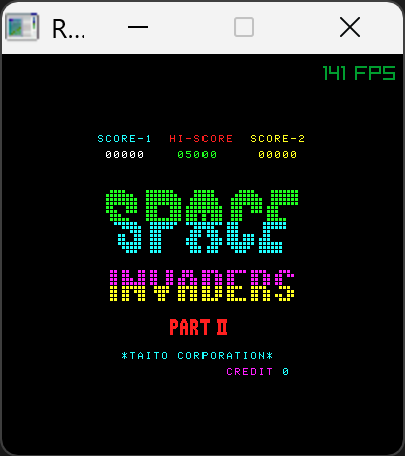 R...
141 FPS
SCORE-1 HI-SCORE SCORE-2
00000 05000 00000
SPACE
INVADERS
PART II
*TAITO CORPORATION*
CREDIT 0